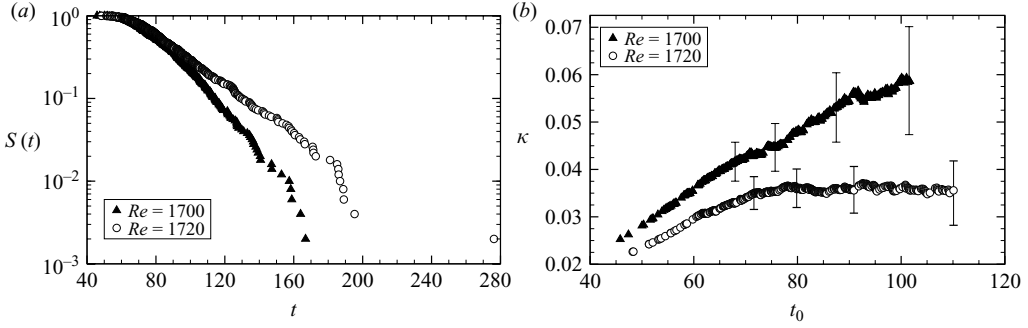 (a)
10⁰
10⁻¹
S (t)
10⁻²
10⁻³
Re = 1700
Re = 1720
40 80 120 160 200 240 280
t
(b)
0.07
0.06
0.05
κ
0.04
0.03
0.02
Re = 1700
Re = 1720
40 60 80 100 120
t₀